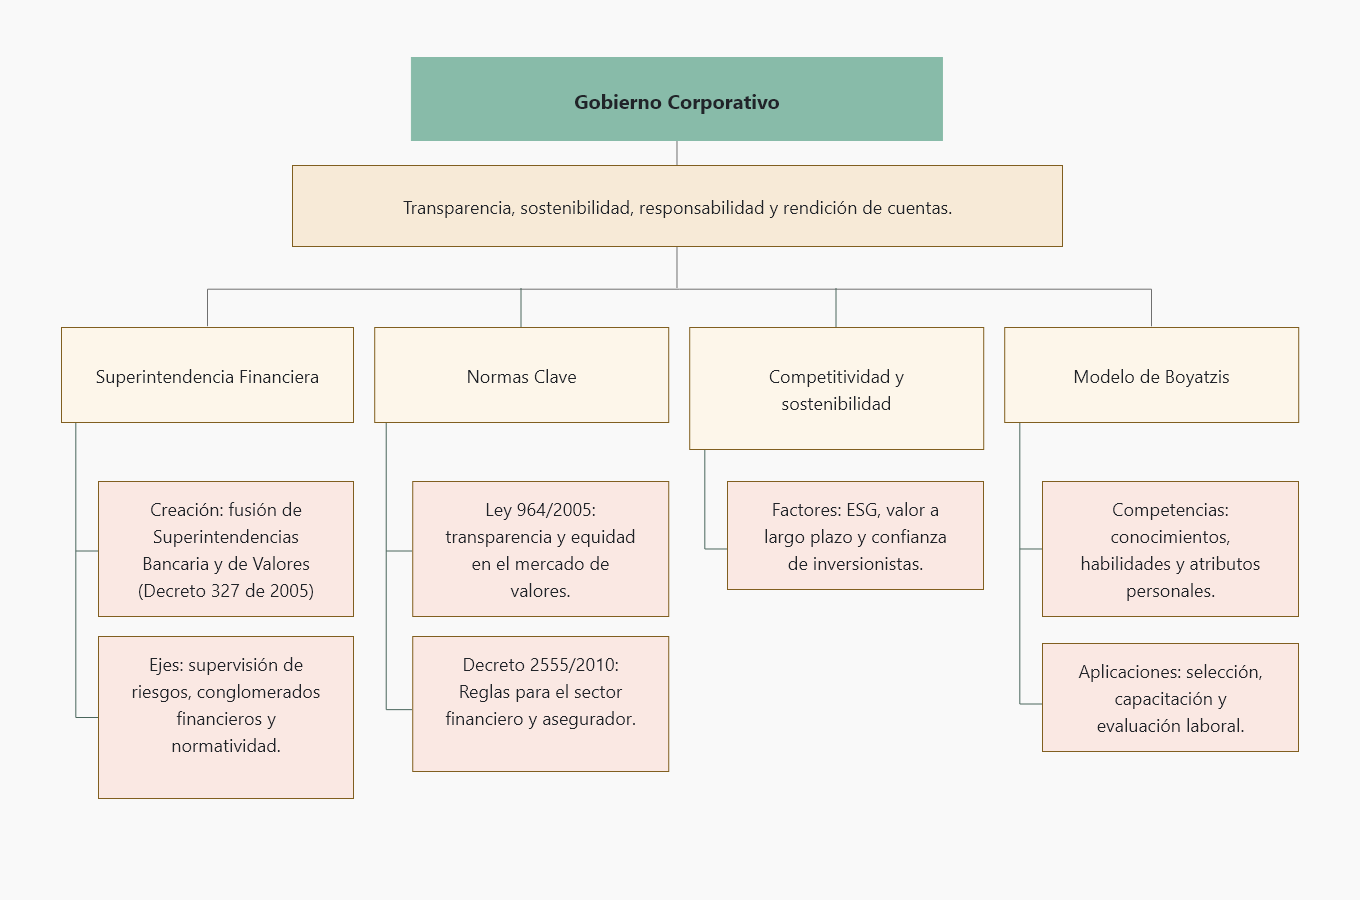 Gobierno Corporativo
Transparencia, sostenibilidad, responsabilidad y rendición de cuentas.
Superintendencia Financiera
Creación: fusión de
Superintendencias
Bancaria y de Valores
(Decreto 327 de 2005)
Ejes: supervisión de
riesgos, conglomerados
financieros y
normatividad.
Normas Clave
Ley 964/2005:
transparencia y equidad
en el mercado de
valores.
Decreto 2555/2010:
Reglas para el sector
financiero y asegurador.
Competitividad y
sostenibilidad
Factores: ESG, valor a
largo plazo y confianza
de inversionistas.
Modelo de Boyatzis
Competencias:
conocimientos,
habilidades y atributos
personales.
Aplicaciones: selección,
capacitación y
evaluación laboral.